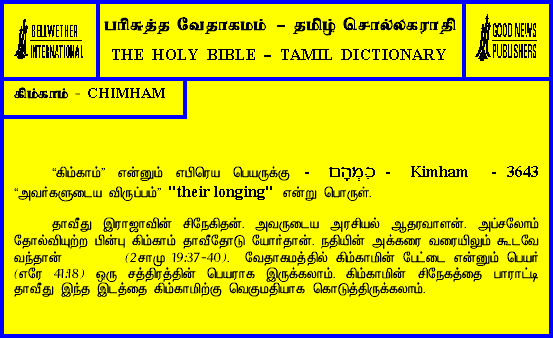 BELLWETHER
INTERNATIONAL
பரிசுத்த வேதாகமம் – தமிழ் சொல்லகராதி
THE HOLY BIBLE – TAMIL DICTIONARY
GOOD NEWS
PUBLISHERS
கிம்காம் - CHIMHAM
“கிம்காம்” என்னும் எபிரெய பெயருக்கு - כִּמְהָם - Kimham - 3643
“அவர்களுடைய விருப்பம்” "their longing" என்று பொருள்.
தாவீது இராஜாவின் சிநேகிதன். அவருடைய அரசியல் ஆதரவாளன். அப்சலோம்
தோல்வியுற்ற பின்பு கிம்காம் தாவீதோடு யோர்தான். நதியின் அக்கரை வரையிலும் கூடவே
வந்தான் (2சாமு 19:37-40). வேதாகமத்தில் கிம்காமின் பேட்டை என்னும் பெயர்
(எரே 41:18) ஒரு சத்திரத்தின் பெயராக இருக்கலாம். கிம்காமின் சிநேகத்தை பாராட்டி
தாவீது இந்த இடத்தை கிம்காமிற்கு வெகுமதியாக கொடுத்திருக்கலாம்.